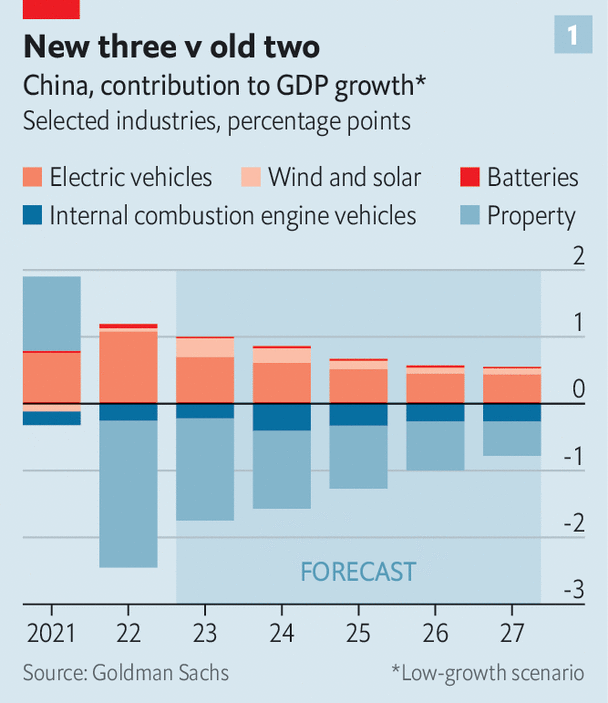 1
New three v old two
China, contribution to GDP growth*
Selected industries, percentage points
Electric vehicles Wind and solar Batteries
Internal combustion engine vehicles Property
2
1
0
-1
-2
FORECAST
-3
2021 22 23 24 25 26 27
Source: Goldman Sachs *Low-growth scenario